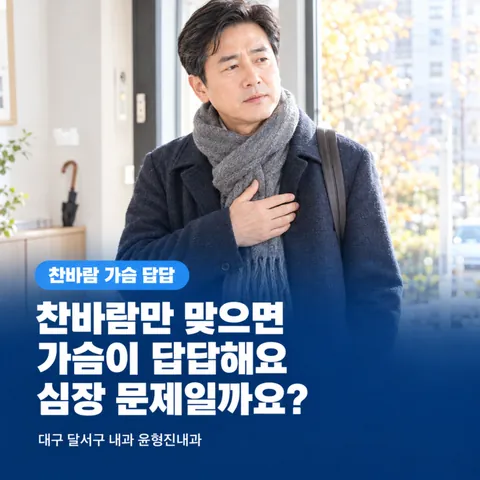 찬바람 가슴 답답
찬바람만 맞으면
가슴이 답답해요
심장 문제일까요?
대구 달서구 내과 윤형진내과